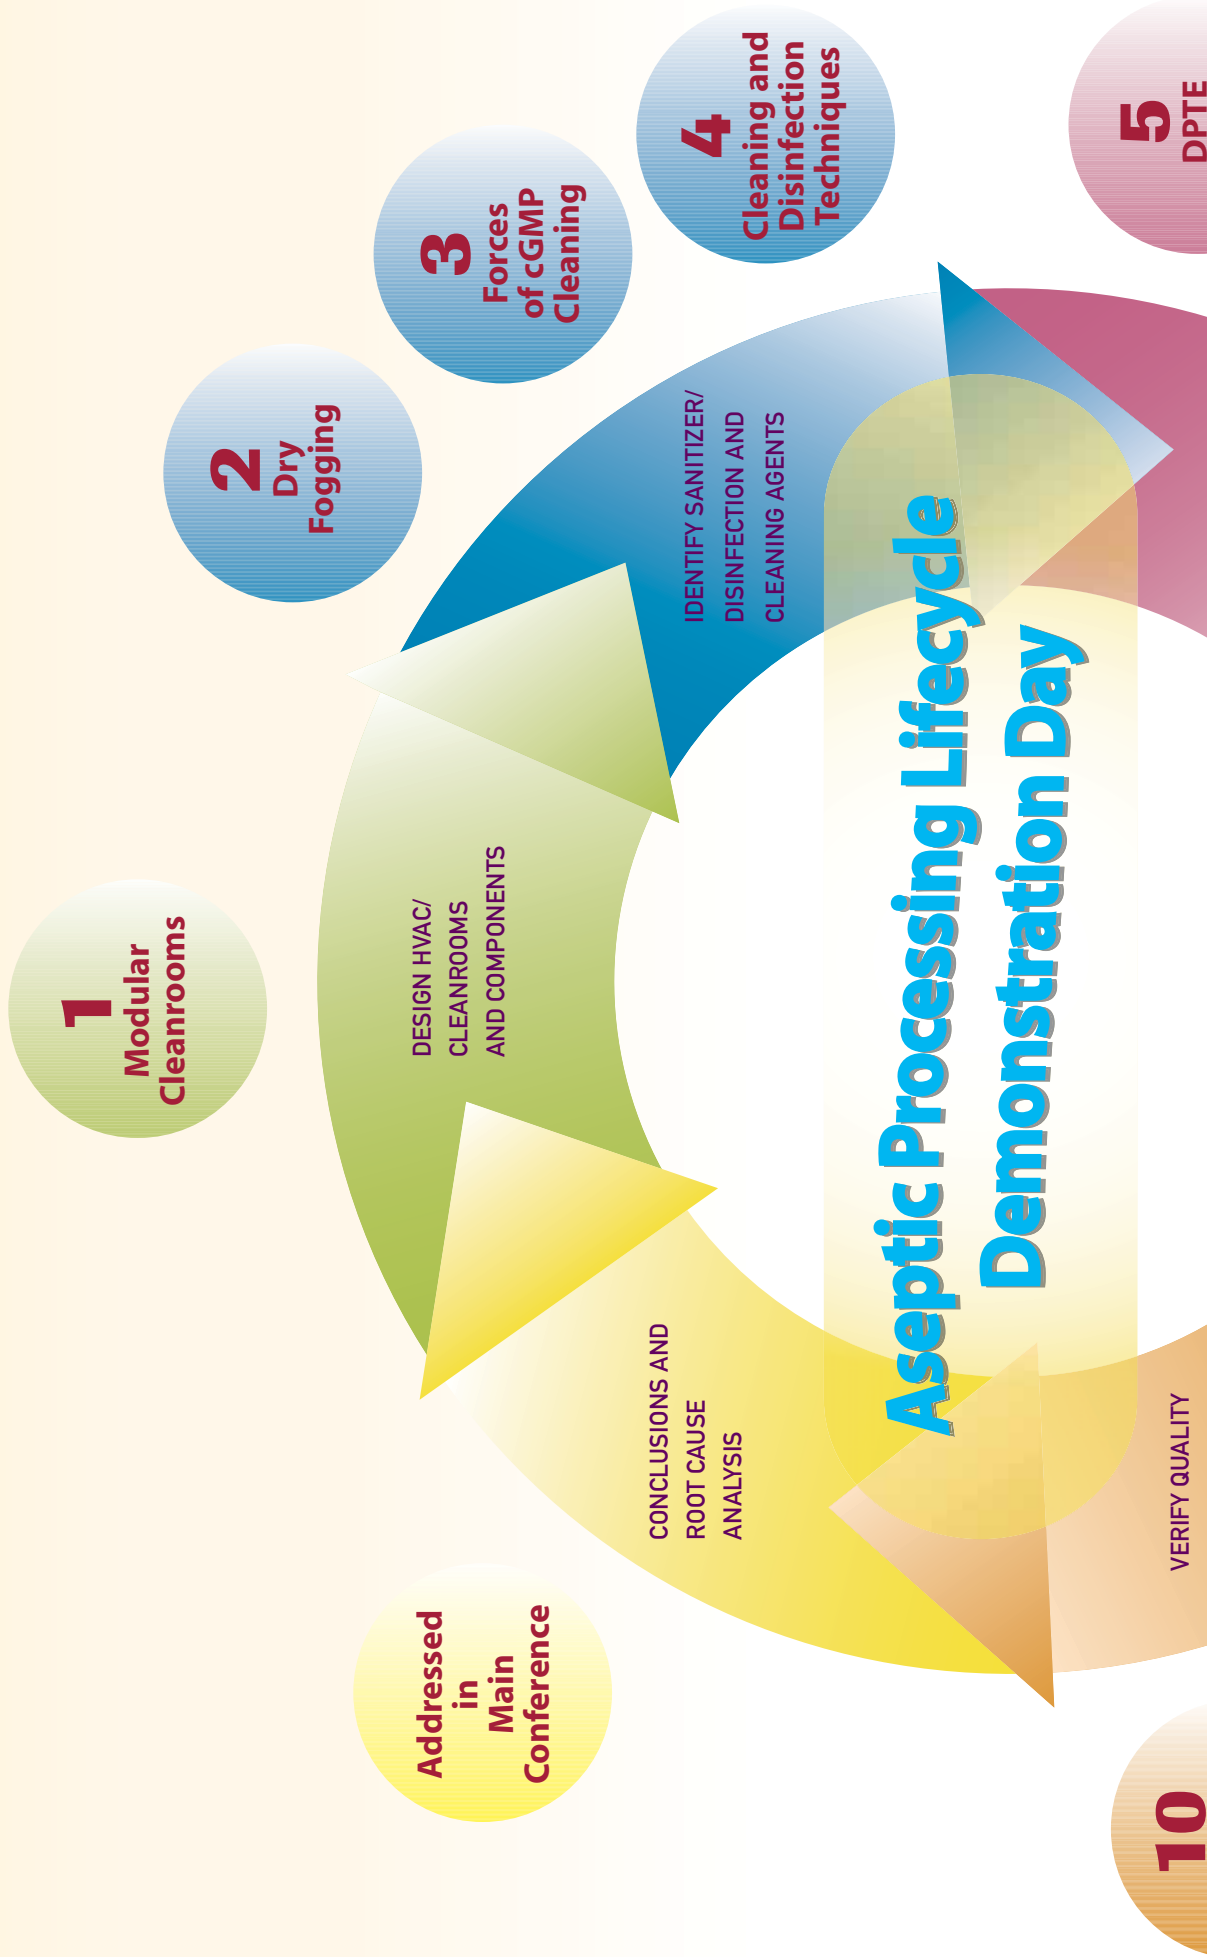 1
Modular
Cleanrooms
2
Dry
Fogging
3
Forces
of cGMP
Cleaning
4
Cleaning and
Disinfection
Techniques
5
DPTE
DESIGN HVAC/
CLEANROOMS
AND COMPONENTS
IDENTIFY SANITIZER/
DISINFECTION AND
CLEANING AGENTS
Aseptic Processing Lifecycle
Demonstration Day
Addressed
in
Main
Conference
CONCLUSIONS AND
ROOT CAUSE
ANALYSIS
VERIFY QUALITY
10